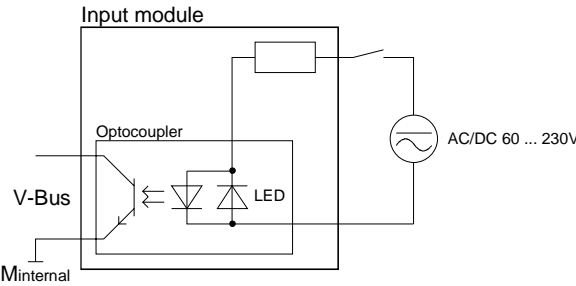 Input module
Optocoupler
AC/DC 60 ... 230V
V-Bus
LED
Minternal